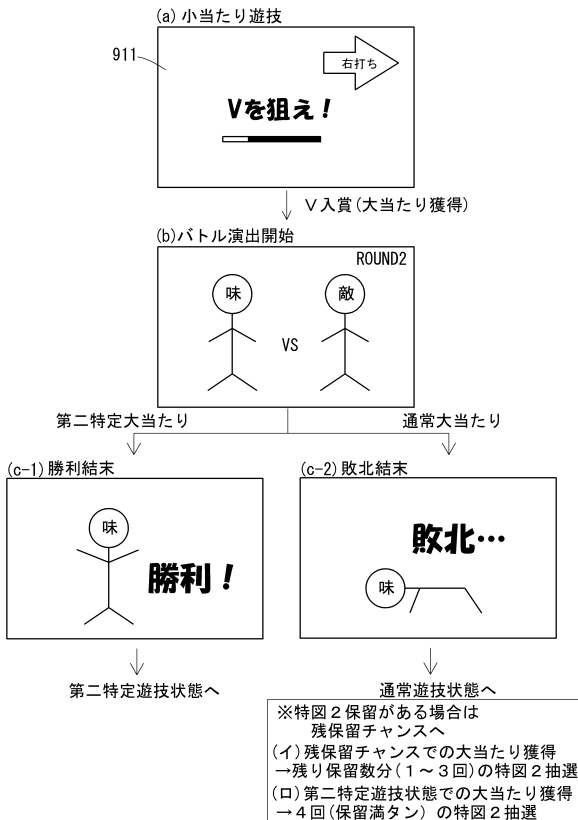 (a) 小当たり遊技
911
右打ち
Vを狙え！
V入賞(大当たり獲得)
(b)バトル演出開始
ROUND2
味
敵
VS
第二特定大当たり
通常大当たり
(c-1)勝利結末
(c-2)敗北結末
味
勝利！
敗北…
味
第二特定遊技状態へ
通常遊技状態へ
※特図２保留がある場合は
残保留チャンスへ
(イ)残保留チャンスでの大当たり獲得
→残り保留数分(１～３回)の特図２抽選
(ロ)第二特定遊技状態での大当たり獲得
→４回(保留満タン) の特図２抽選